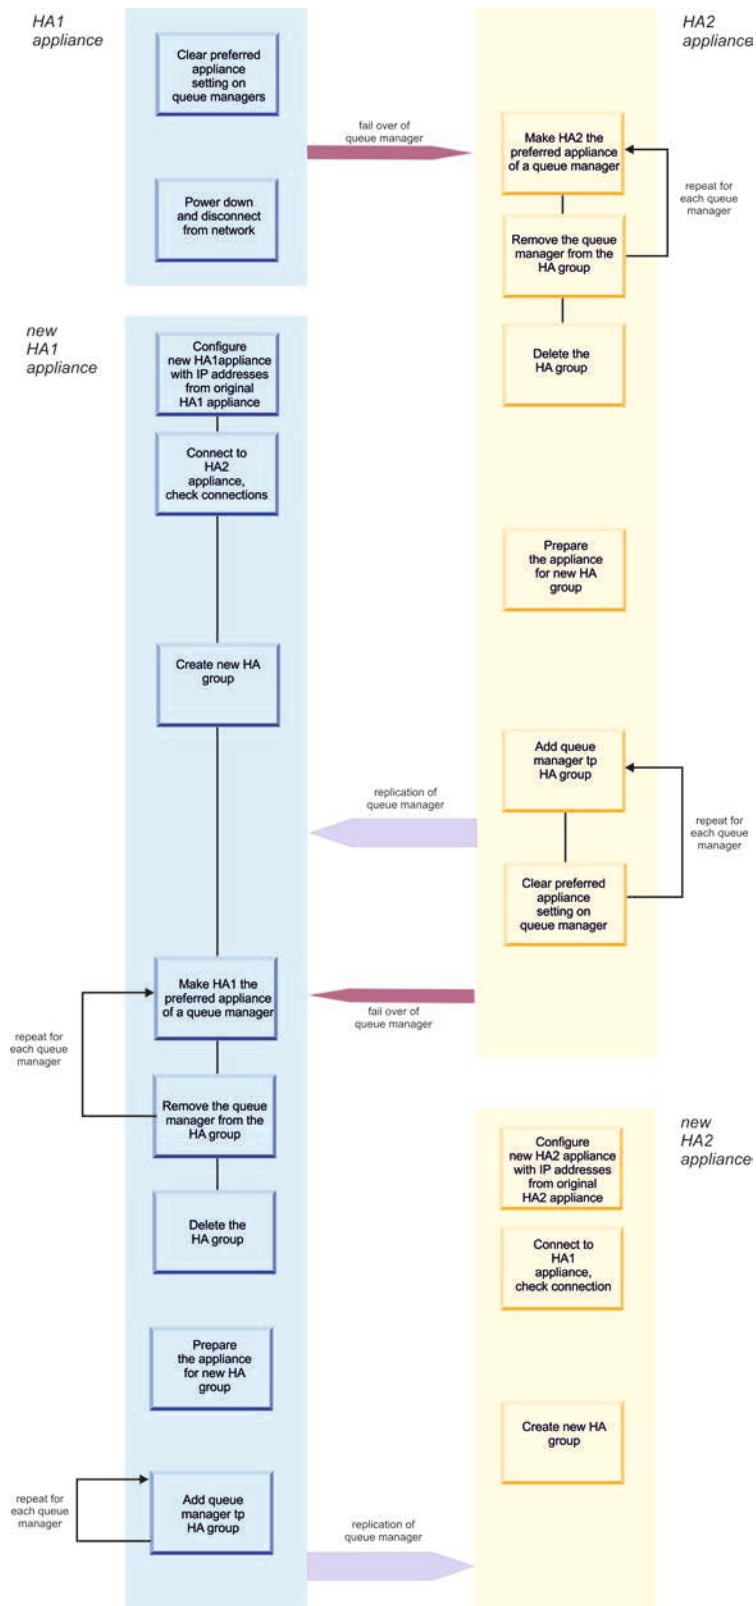 HA1
appliance
HA2
appliance
Clear preferred
appliance
setting on
queue managers
fail over of
queue manager
Make HA2 the
preferred appliance
of a queue manager
repeat for
each queue
manager
Power down
and disconnect
from network
Remove the queue
manager from the
HA group
Delete the
HA group
new
HA1
appliance
Configure
new HA1appliance
with IP addresses
from original
HA1 appliance
Connect to
HA2
appliance,
check connections
Prepare
the appliance
for new HA
group
Create new HA
group
Add queue
manager tp
HA group
replication of
queue manager
repeat for
each queue
manager
Clear preferred
appliance
setting on
queue manager
Make HA1 the
preferred appliance
of a queue manager
fail over of
queue manager
repeat for
each queue
manager
Remove the queue
manager from the
HA group
new
HA2
appliance
Configure
new HA2 appliance
with IP addresses
from original
HA2 appliance
Delete the
HA group
Connect to
HA1
appliance,
check connection
Prepare
the appliance
for new HA
group
Create new HA
group
repeat for
each queue
manager
Add queue
manager tp
HA group
replication of
queue manager